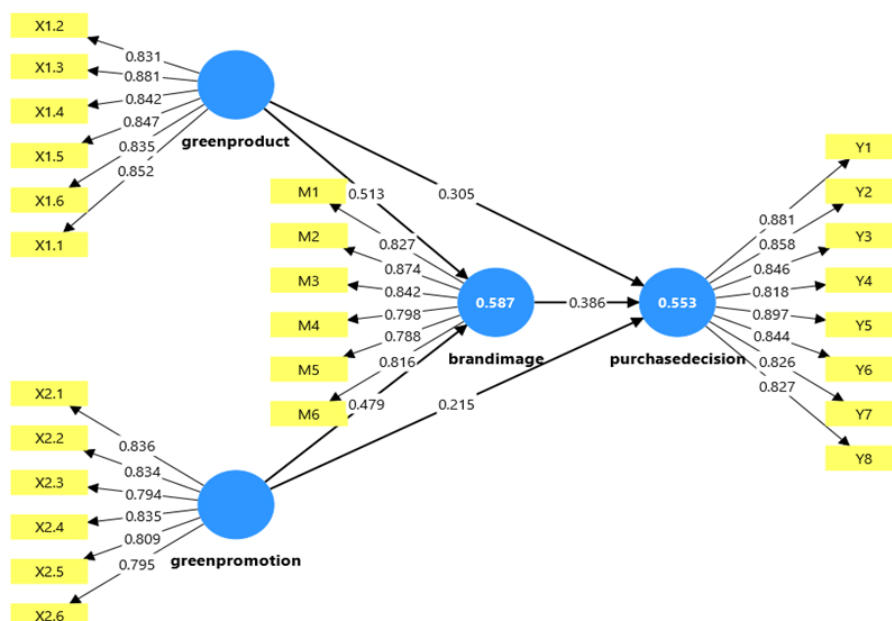 X1.2
0.831
X1.3
0.881
X1.4
0.842
X1.5
0.847
X1.6
0.835
X1.1
0.852
greenproduct
0.513
0.305
M1
0.827
M2
0.874
M3
0.842
M4
0.798
M5
0.788
M6
0.816
0.479
0.587
brandimage
0.386
0.553
purchasedecision
0.215
Y1
0.881
Y2
0.858
Y3
0.846
Y4
0.818
Y5
0.897
Y6
0.844
Y7
0.826
Y8
0.827
X2.1
0.836
X2.2
0.834
X2.3
0.794
X2.4
0.835
X2.5
0.809
X2.6
0.795
greenpromotion